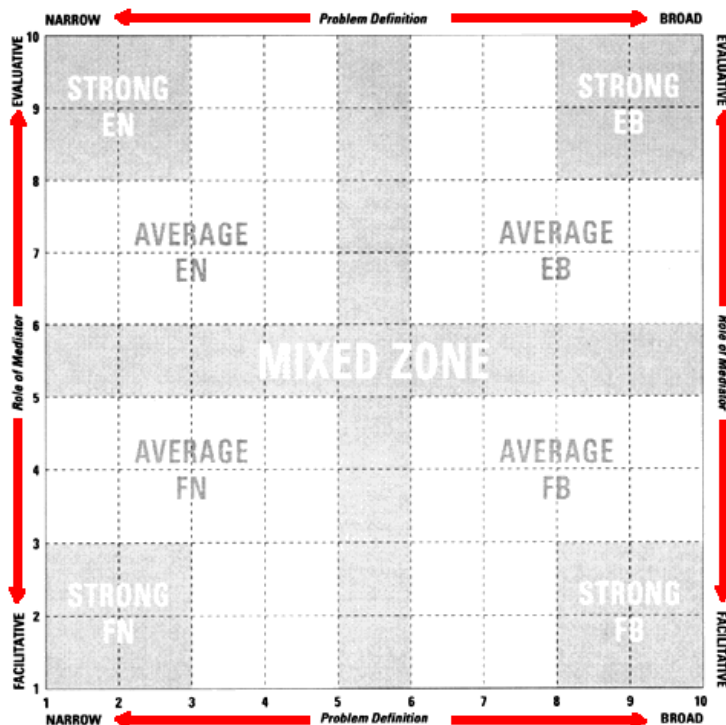 NARROW Problem Definition BROAD
EVALUATIVE
EVALUATIVE
10
STRONG STRONG
9
EN EB
8
AVERAGE AVERAGE
7
EN EB
6
Role of Mediator
MIXED ZONE
Role of Mediator
5
AVERAGE AVERAGE
4
FN FB
3
STRONG STRONG
2
FN FB
FACILITATIVE
FACILITATIVE
1
1 2 3 4 5 6 7 8 9 10
NARROW Problem Definition BROAD